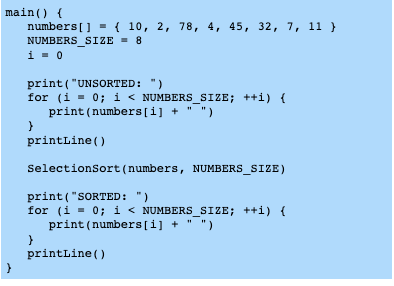 main() {
   numbers[] = { 10, 2, 78, 4, 45, 32, 7, 11 }
   NUMBERS_SIZE = 8
   i = 0
   print("UNSORTED: ")
   for (i = 0; i < NUMBERS_SIZE; ++i) {
      print(numbers[i] + " ")
   }
   printLine()
   SelectionSort(numbers, NUMBERS_SIZE)
   print("SORTED: ")
   for (i = 0; i < NUMBERS_SIZE; ++i) {
      print(numbers[i] + " ")
   }
   printLine()
}